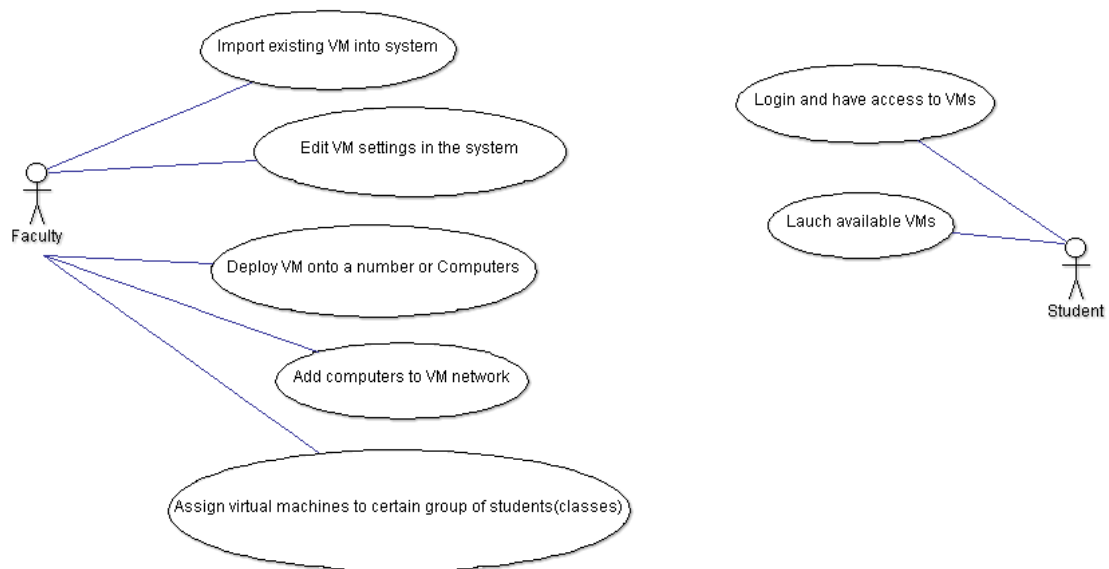 Import existing VM into system
Edit VM settings in the system
Faculty
Deploy VM onto a number or Computers
Add computers to VM network
Assign virtual machines to certain group of students(classes)
Login and have access to VMs
Lauch available VMs
Student